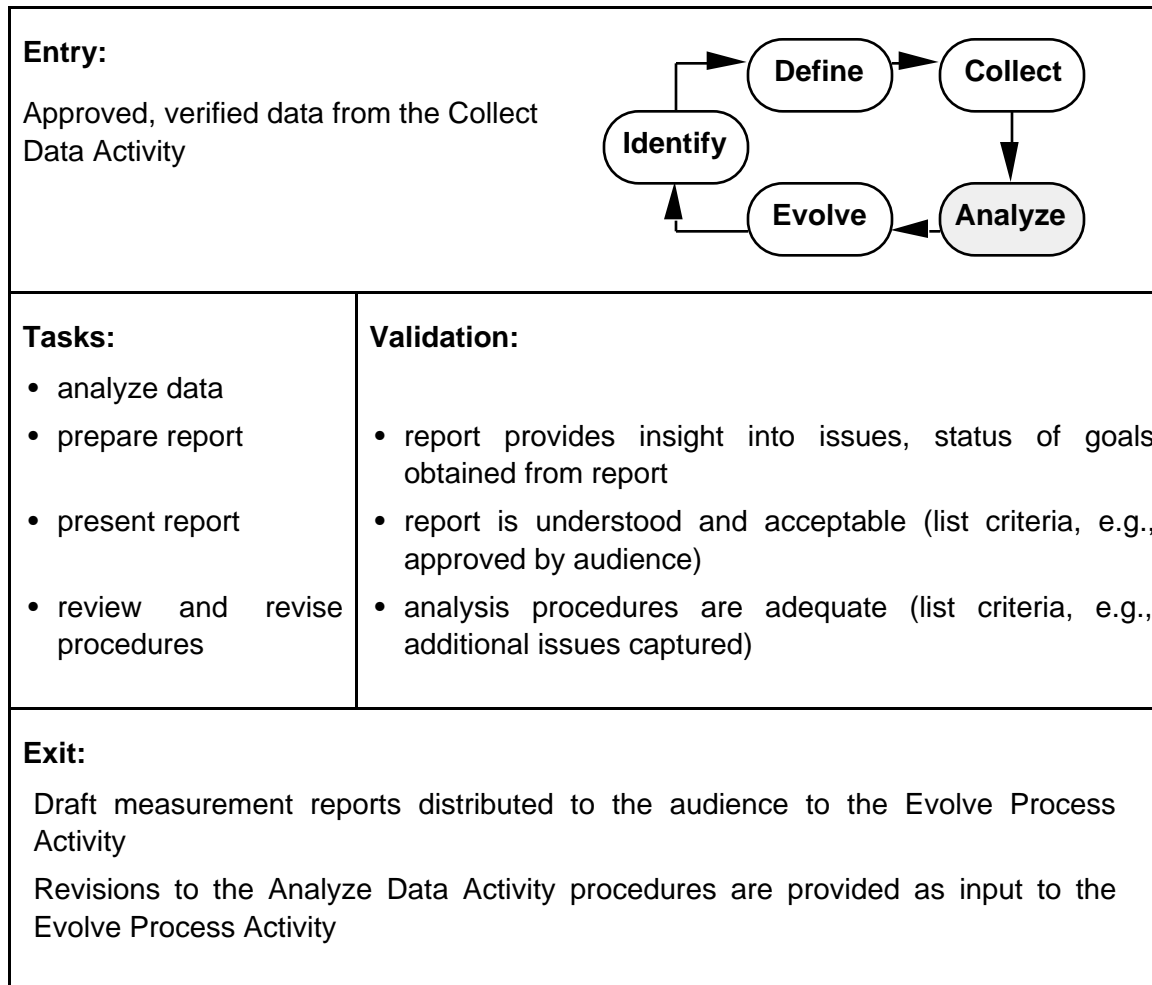 Entry:
Approved, verified data from the Collect
Data Activity
Define
Collect
Identify
Evolve
Analyze
Tasks:
• analyze data
• prepare report
• present report
• review and revise
procedures
Validation:
• report provides insight into issues, status of goals
obtained from report
• report is understood and acceptable (list criteria, e.g.,
approved by audience)
• analysis procedures are adequate (list criteria, e.g.,
additional issues captured)
Exit:
Draft measurement reports distributed to the audience to the Evolve Process
Activity
Revisions to the Analyze Data Activity procedures are provided as input to the
Evolve Process Activity